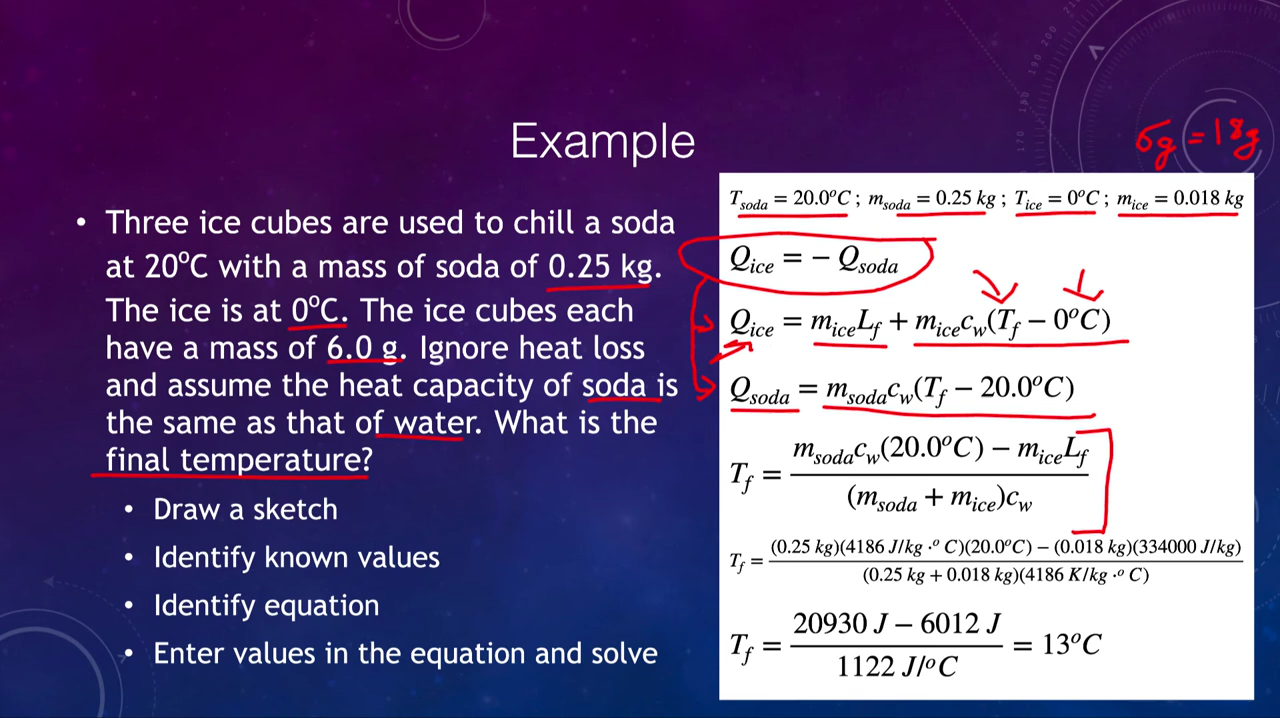 Example
6g = 18g
• Three ice cubes are used to chill a soda
at 20°C with a mass of soda of 0.25 kg.
The ice is at 0°C. The ice cubes each
have a mass of 6.0 g. Ignore heat loss
and assume the heat capacity of soda is
the same as that of water. What is the
final temperature?
• Draw a sketch
• Identify known values
• Identify equation
• Enter values in the equation and solve
T_soda = 20.0°C ; m_soda = 0.25 kg ; T_ice = 0°C ; m_ice = 0.018 kg
Q_ice = − Q_soda
Q_ice = m_ice L_f + m_ice c_w (T_f − 0°C)
Q_soda = m_soda c_w (T_f − 20.0°C)
T_f = (m_soda c_w (20.0°C) − m_ice L_f) / ((m_soda + m_ice) c_w)
T_f = ((0.25 kg)(4186 J/kg ·° C)(20.0°C) − (0.018 kg)(334000 J/kg)) / ((0.25 kg + 0.018 kg)(4186 K/kg ·° C))
T_f = (20930 J − 6012 J) / (1122 J/°C) = 13°C
170
190
200